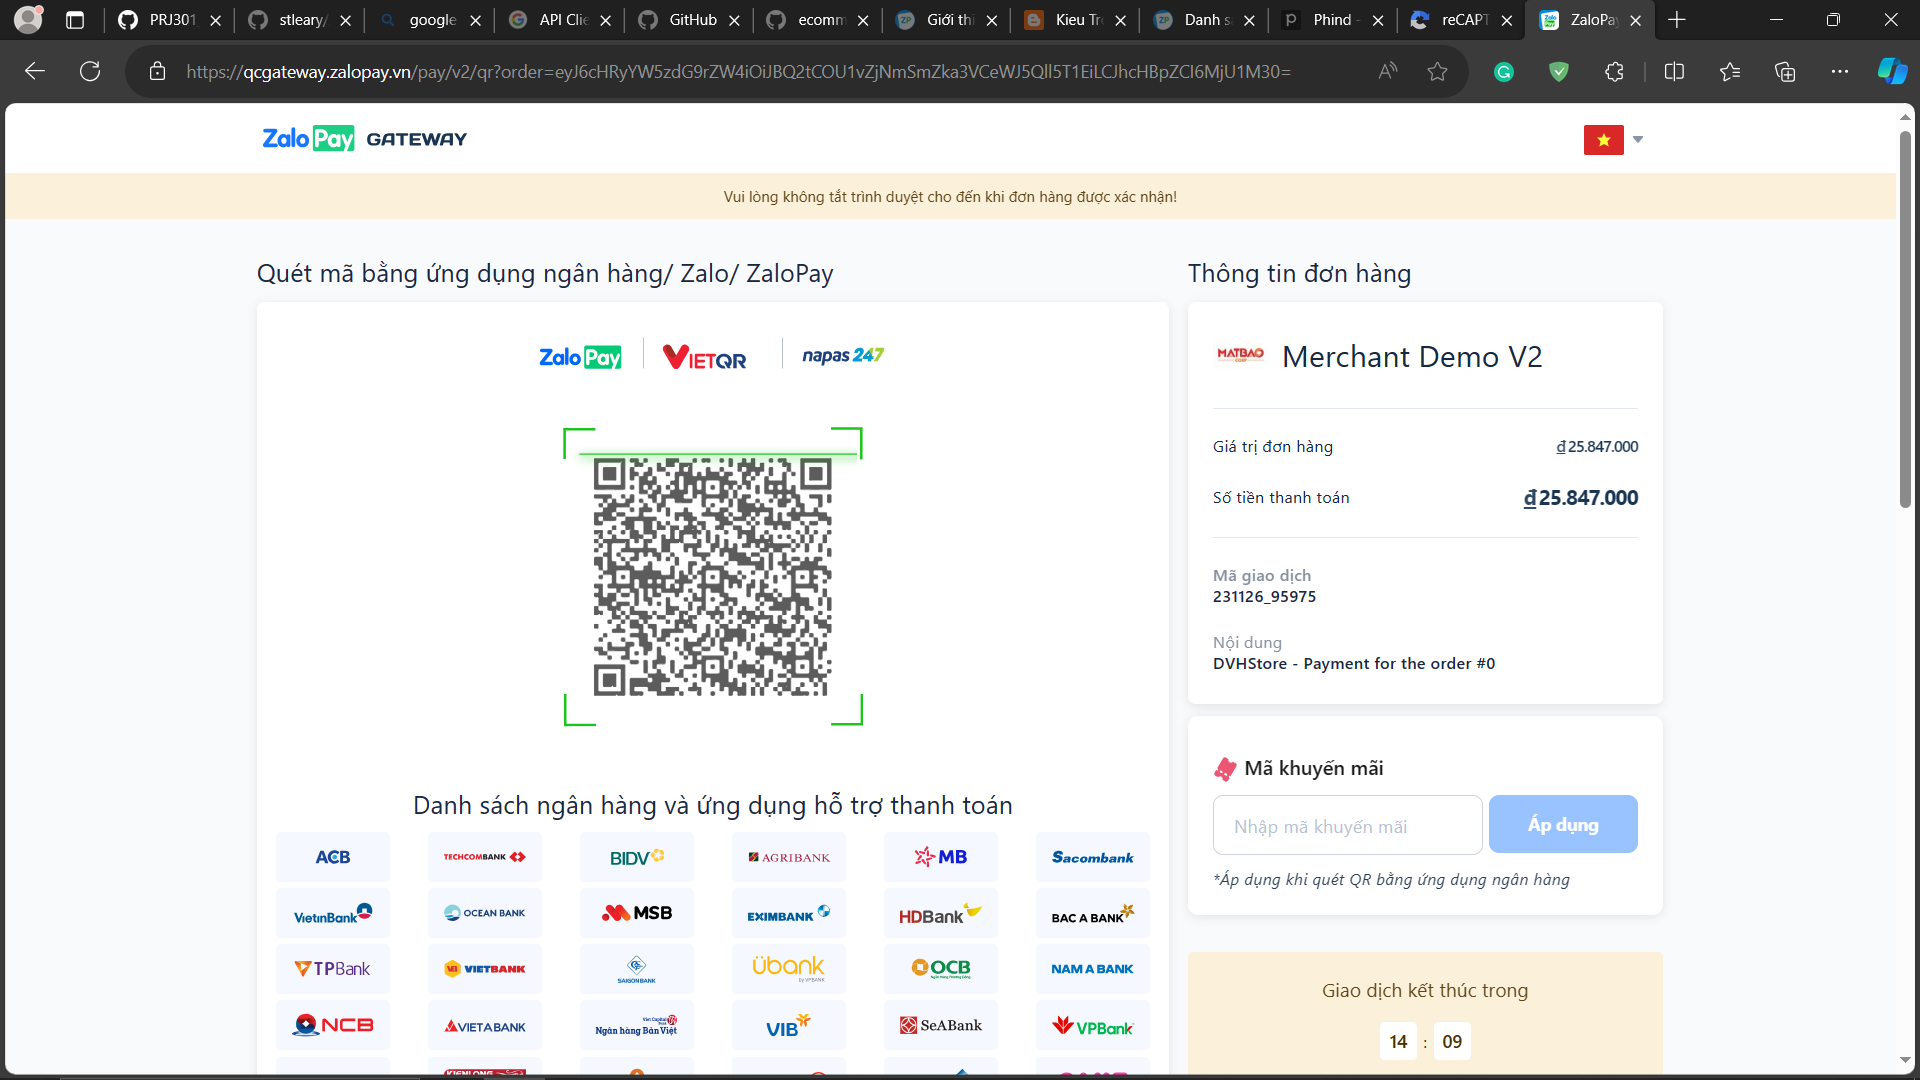 PRJ301
stleary/
google
API Clie
GitHub
ecomm
Giới thi
Kieu Tr
Danh s
Phind -
reCAPT
ZaloPay
https://qcgateway.zalopay.vn/pay/v2/qr?order=eyJ6cHRyYW5zdG9rZW4iOiJBQ2tCOU1vZjNmSmZka3VCeWJ5Qll5T1EiLCJhcHBpZCI6MjU1M30=
ZaloPay GATEWAY
Vui lòng không tắt trình duyệt cho đến khi đơn hàng được xác nhận!
Quét mã bằng ứng dụng ngân hàng/ Zalo/ ZaloPay
ZaloPay
VIETQR
napas 247
Danh sách ngân hàng và ứng dụng hỗ trợ thanh toán
ACB
TECHCOMBANK
BIDV
AGRIBANK
MB
Sacombank
VietinBank
OCEAN BANK
MSB
EXIMBANK
HDBank
BAC A BANK
TPBank
VIETBANK
SAIGONBANK
Übank
by VPBANK
OCB
NAM A BANK
NCB
VIETABANK
Ngân hàng Bản Việt
VIB
SeABank
VPBank
Thông tin đơn hàng
MATBAO
Merchant Demo V2
Giá trị đơn hàng
₫25.847.000
Số tiền thanh toán
₫25.847.000
Mã giao dịch
231126_95975
Nội dung
DVHStore - Payment for the order #0
Mã khuyến mãi
Nhập mã khuyến mãi
Áp dụng
*Áp dụng khi quét QR bằng ứng dụng ngân hàng
Giao dịch kết thúc trong
14 : 09